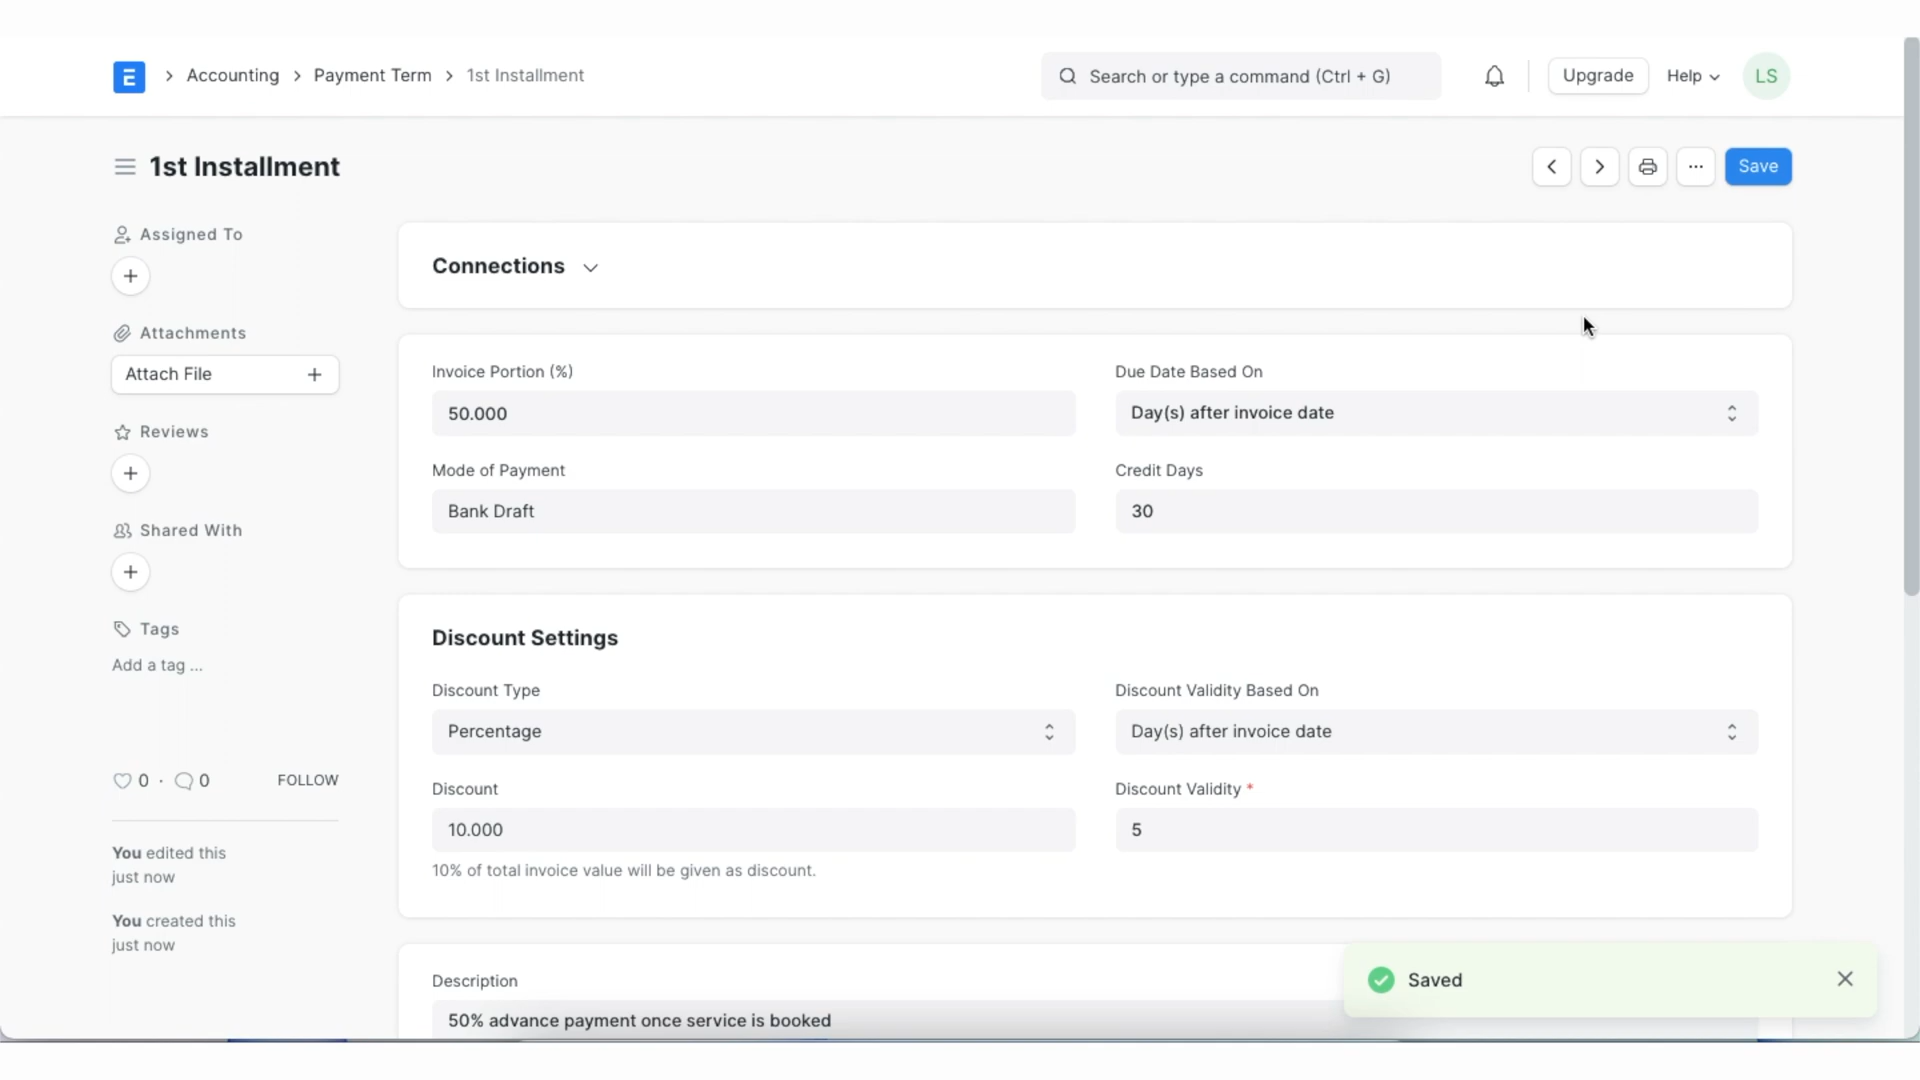 E > Accounting > Payment Term > 1st Installment
Search or type a command (Ctrl + G)
Upgrade
Help
LS
1st Installment
Save
Assigned To
Attachments
Attach File
Reviews
Shared With
Tags
Add a tag ...
0 · 0 FOLLOW
You edited this
just now
You created this
just now
Connections
Invoice Portion (%)
50.000
Due Date Based On
Day(s) after invoice date
Mode of Payment
Bank Draft
Credit Days
30
Discount Settings
Discount Type
Percentage
Discount Validity Based On
Day(s) after invoice date
Discount
10.000
10% of total invoice value will be given as discount.
Discount Validity *
5
Description
50% advance payment once service is booked
Saved